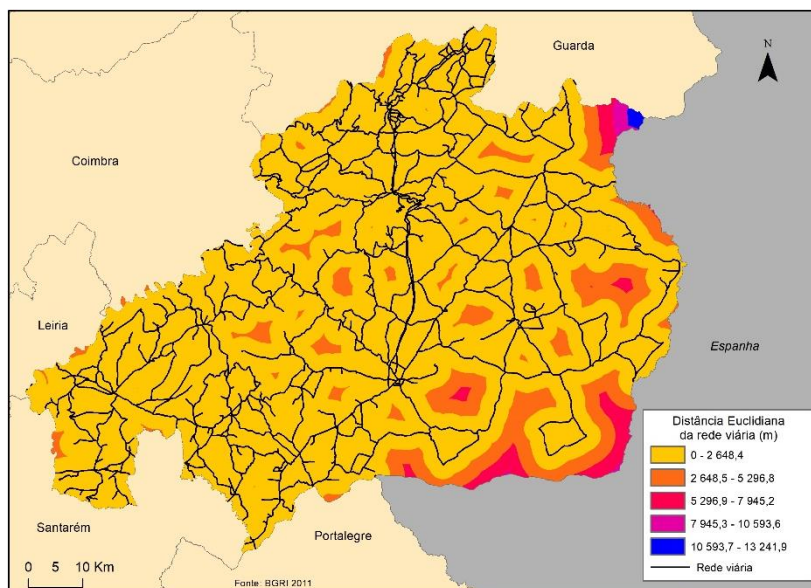 Guarda
N
Coimbra
Leiria
Espanha
Santarém
Portalegre
0 5 10 Km
Fonte: BGRI 2011
Distância Euclidiana
da rede viária (m)
0 - 2 648,4
2 648,5 - 5 296,8
5 296,9 - 7 945,2
7 945,3 - 10 593,6
10 593,7 - 13 241,9
Rede viária